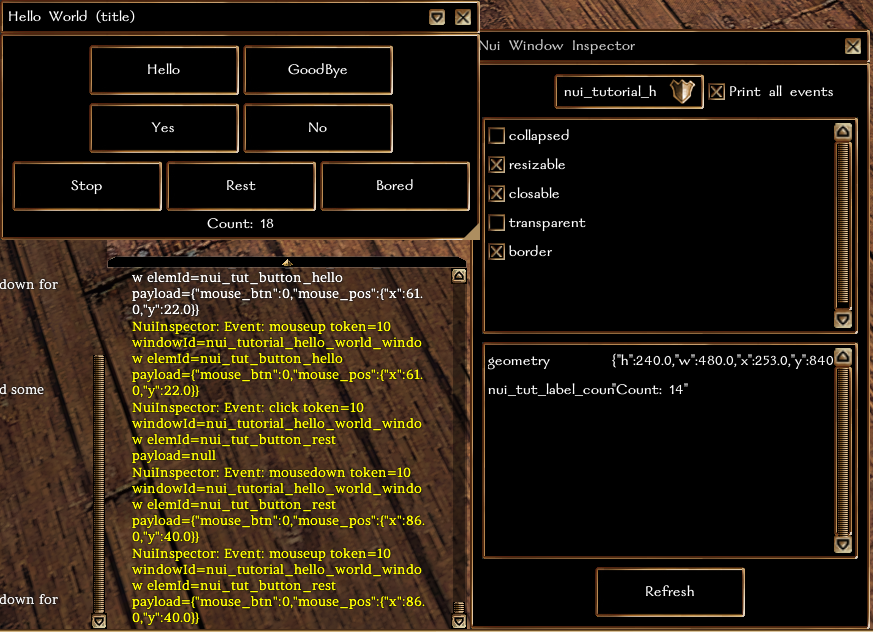 Hello World (title)
Hello
GoodBye
Yes
No
Stop
Rest
Bored
Count: 18
Nui Window Inspector
nui_tutorial_h
Print all events
collapsed
resizable
closable
transparent
border
geometry {"h":240.0,"w":480.0,"x":253.0,"y":840
nui_tut_label_coun"Count: 14"
Refresh
down for
d some
down for
w elemId=nui_tut_button_hello
payload={"mouse_btn":0,"mouse_pos":{"x":61.
0,"y":22.0}}
NuiInspector: Event: mouseup token=10
windowId=nui_tutorial_hello_world_windo
w elemId=nui_tut_button_hello
payload={"mouse_btn":0,"mouse_pos":{"x":61.
0,"y":22.0}}
NuiInspector: Event: click token=10
windowId=nui_tutorial_hello_world_windo
w elemId=nui_tut_button_rest
payload=null
NuiInspector: Event: mousedown token=10
windowId=nui_tutorial_hello_world_windo
w elemId=nui_tut_button_rest
payload={"mouse_btn":0,"mouse_pos":{"x":86.
0,"y":40.0}}
NuiInspector: Event: mouseup token=10
windowId=nui_tutorial_hello_world_windo
w elemId=nui_tut_button_rest
payload={"mouse_btn":0,"mouse_pos":{"x":86.
0,"y":40.0}}